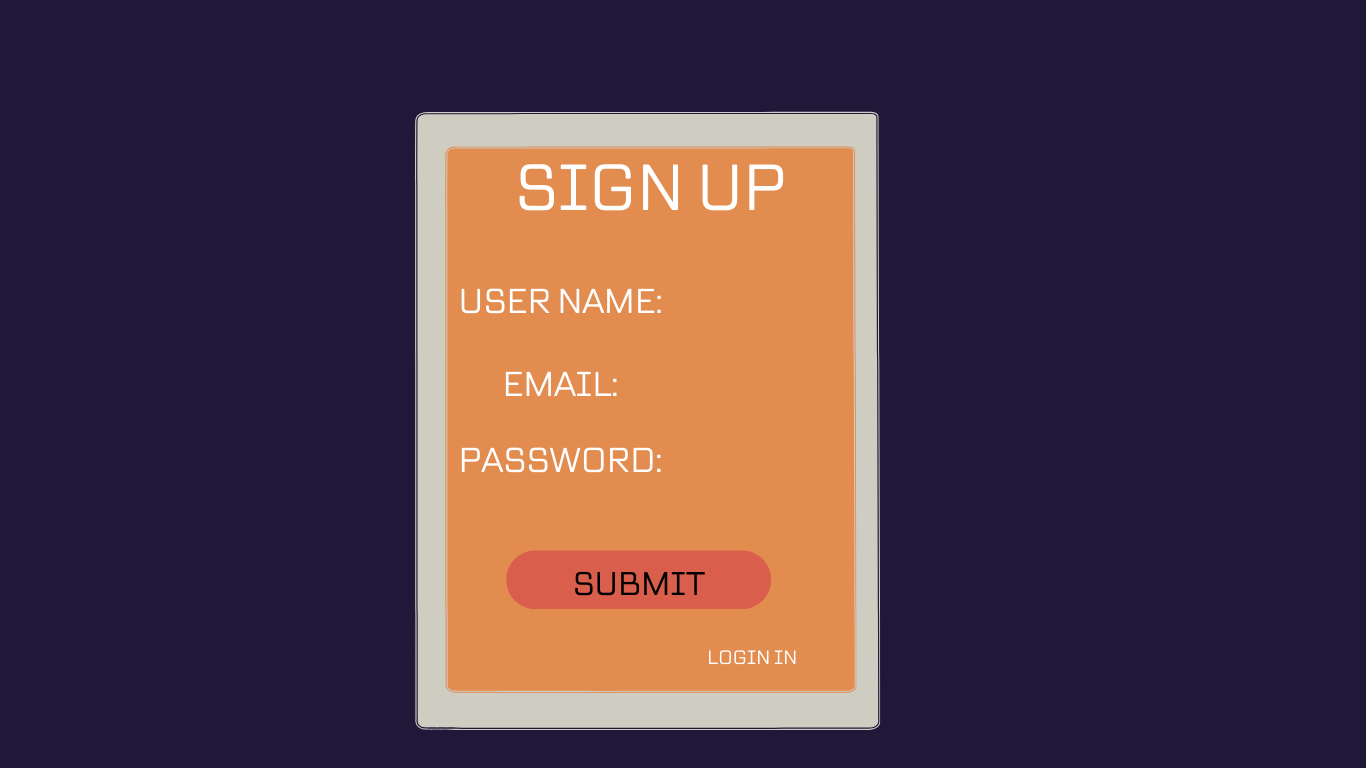 SIGN UP
USER NAME:
EMAIL:
PASSWORD:
SUBMIT
LOGIN IN